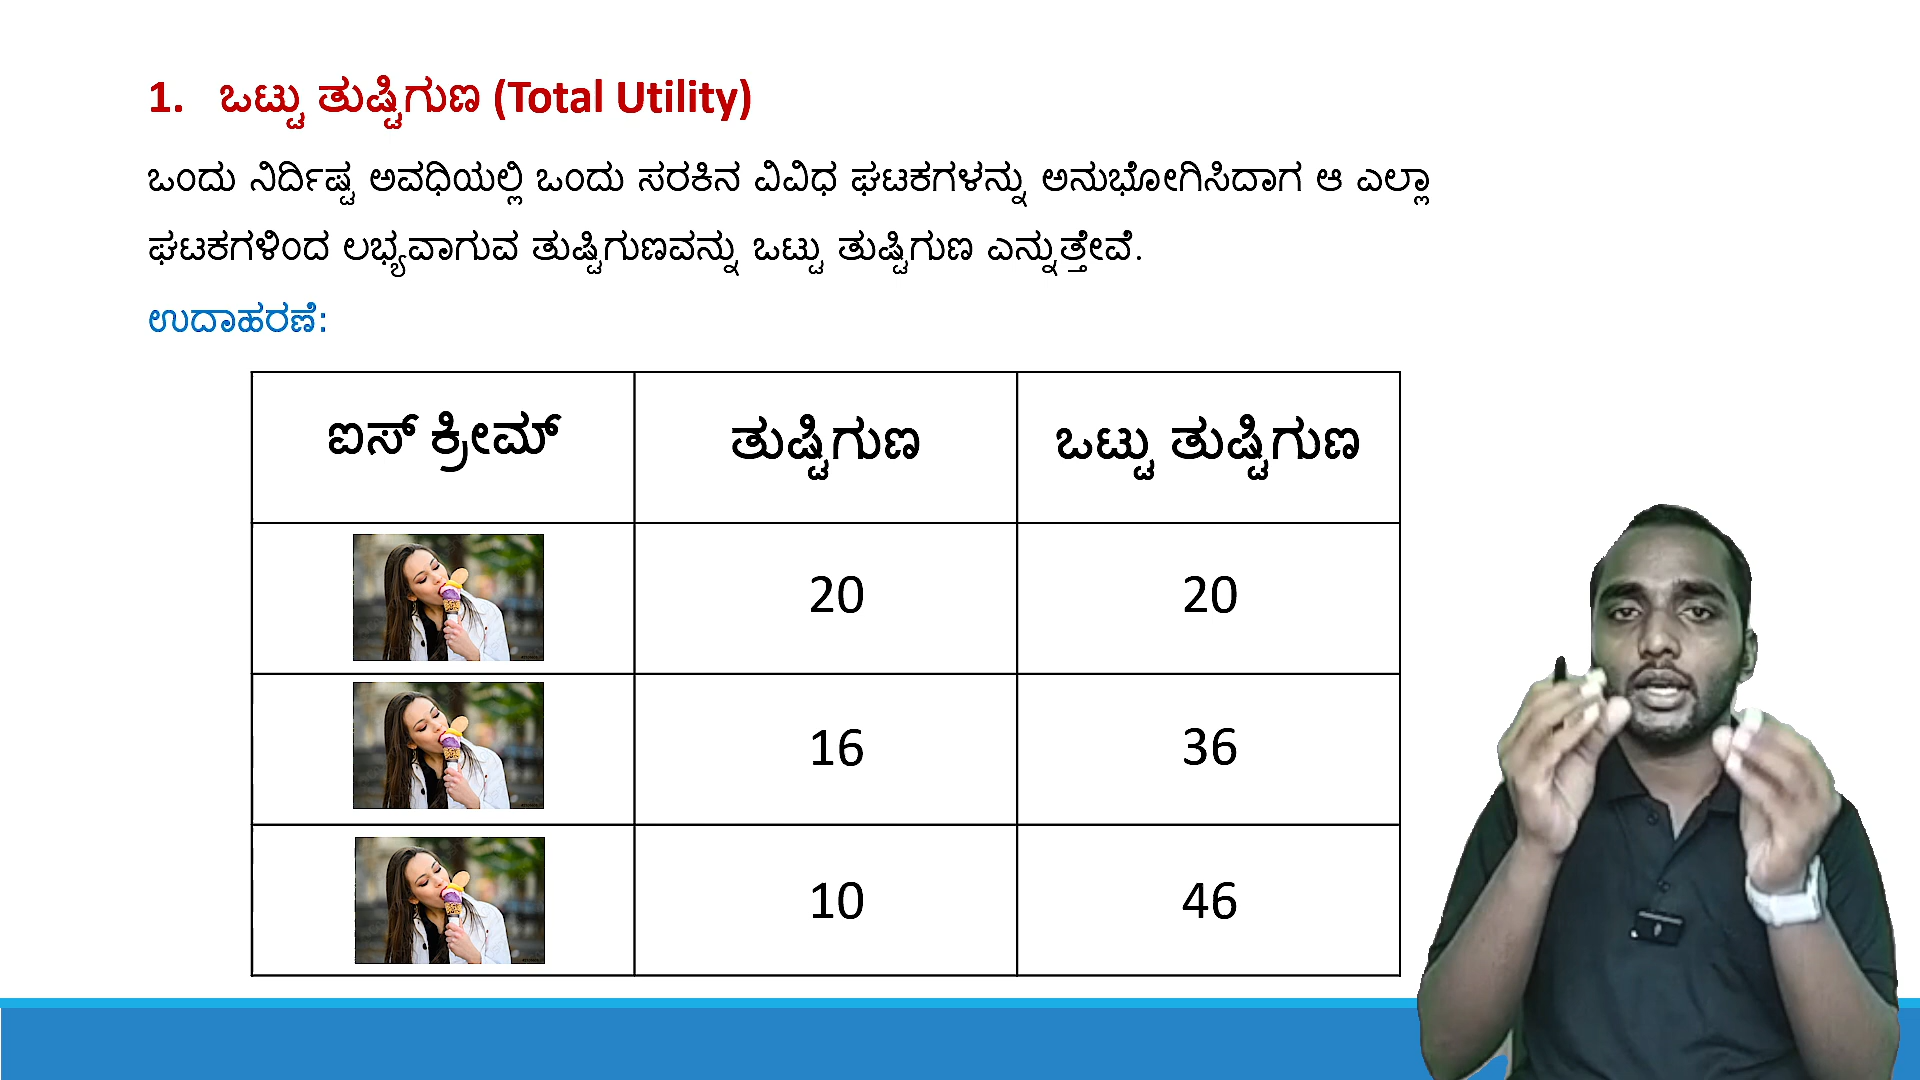 1. ಒಟ್ಟು ತುಷ್ಟಿಗುಣ (Total Utility)
ಒಂದು ನಿರ್ದಿಷ್ಟ ಅವಧಿಯಲ್ಲಿ ಒಂದು ಸರಕಿನ ವಿವಿಧ ಘಟಕಗಳನ್ನು ಅನುಭೋಗಿಸಿದಾಗ ಆ ಎಲ್ಲಾ
ಘಟಕಗಳಿಂದ ಲಭ್ಯವಾಗುವ ತುಷ್ಟಿಗುಣವನ್ನು ಒಟ್ಟು ತುಷ್ಟಿಗುಣ ಎನ್ನುತ್ತೇವೆ.
ಉದಾಹರಣೆ:
ಐಸ್ ಕ್ರೀಮ್ ತುಷ್ಟಿಗುಣ ಒಟ್ಟು ತುಷ್ಟಿಗುಣ
20 20
16 36
10 46